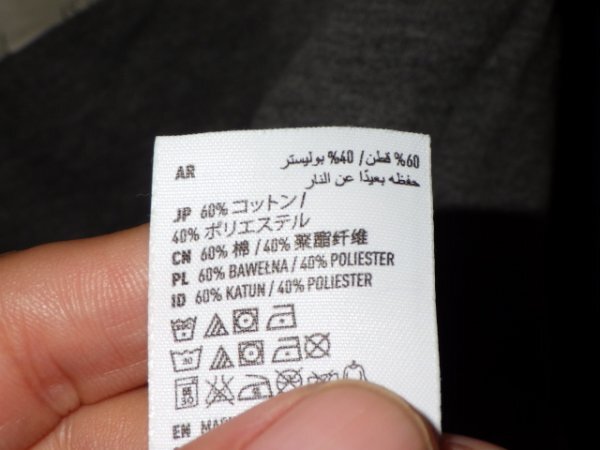 AR 60% قطن / 40% بوليستر
حفظه بعيدًا عن النار
JP 60% コットン /
40% ポリエステル
CN 60% 棉 / 40% 聚酯纤维
PL 60% BAWEŁNA / 40% POLIESTER
ID 60% KATUN / 40% POLIESTER
30
EN